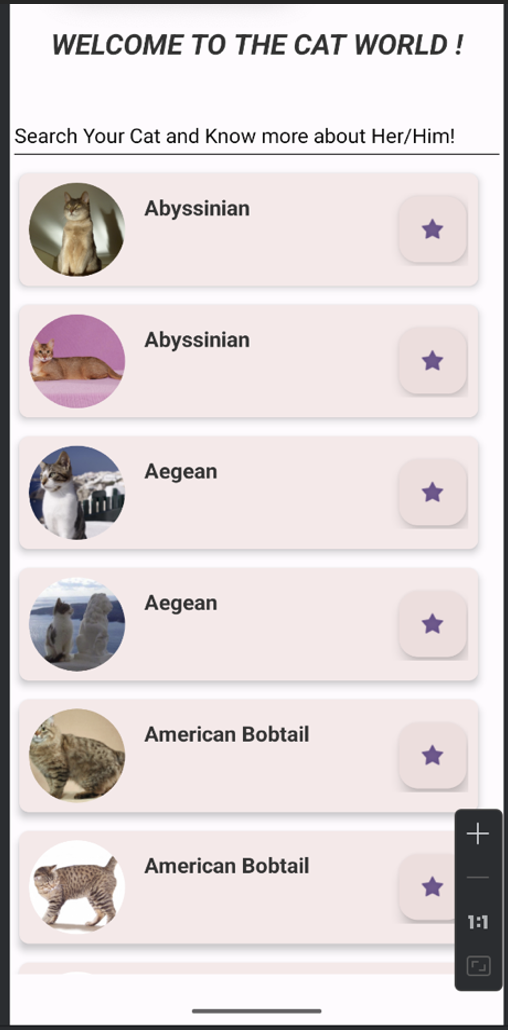 WELCOME TO THE CAT WORLD !
Search Your Cat and Know more about Her/Him!
Abyssinian
Abyssinian
Aegean
Aegean
American Bobtail
American Bobtail
1:1